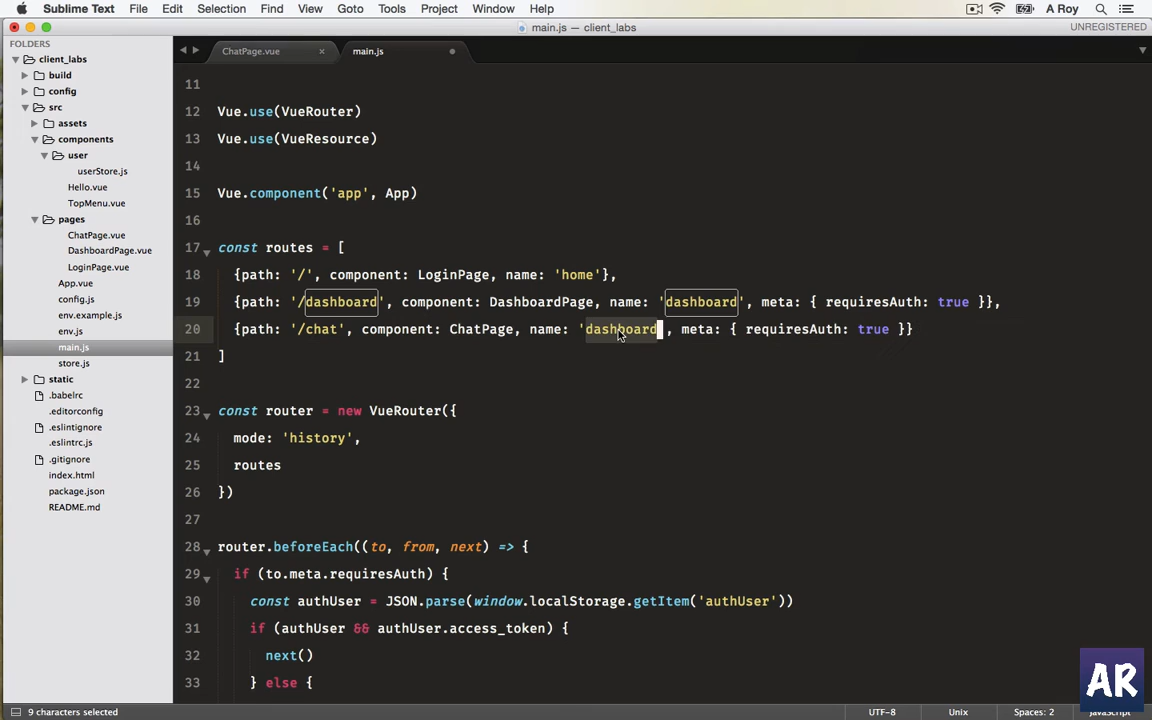 Sublime Text File Edit Selection Find View Goto Tools Project Window Help A Roy
main.js — client_labs UNREGISTERED
FOLDERS
client_labs
build
config
src
assets
components
user
userStore.js
Hello.vue
TopMenu.vue
pages
ChatPage.vue
DashboardPage.vue
LoginPage.vue
App.vue
config.js
env.example.js
env.js
main.js
store.js
static
.babelrc
.editorconfig
.eslintignore
.eslintrc.js
.gitignore
index.html
package.json
README.md
ChatPage.vue × main.js
11
12 Vue.use(VueRouter)
13 Vue.use(VueResource)
14
15 Vue.component('app', App)
16
17 const routes = [
18 {path: '/', component: LoginPage, name: 'home'},
19 {path: '/dashboard', component: DashboardPage, name: 'dashboard', meta: { requiresAuth: true }},
20 {path: '/chat', component: ChatPage, name: 'dashboard', meta: { requiresAuth: true }}
21 ]
22
23 const router = new VueRouter({
24 mode: 'history',
25 routes
26 })
27
28 router.beforeEach((to, from, next) => {
29 if (to.meta.requiresAuth) {
30 const authUser = JSON.parse(window.localStorage.getItem('authUser'))
31 if (authUser && authUser.access_token) {
32 next()
33 } else {
AR
9 characters selected UTF-8 Unix Spaces: 2 JavaScript